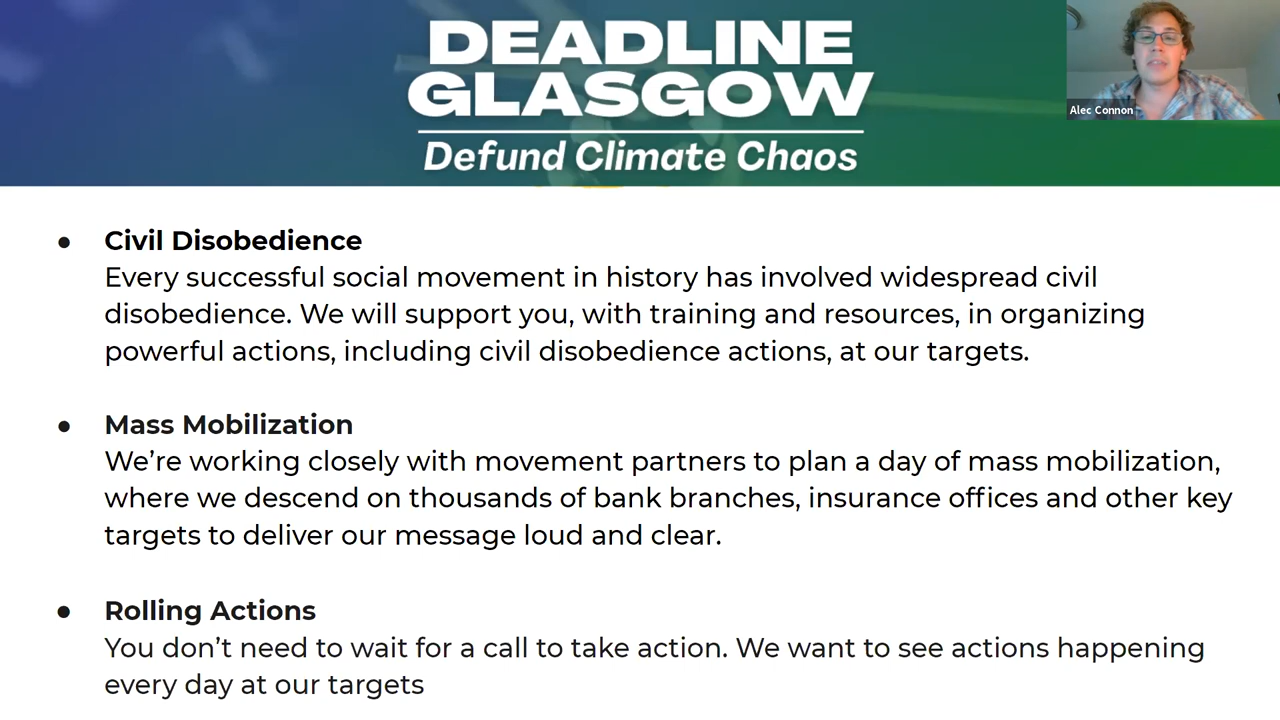 DEADLINE
GLASGOW
Defund Climate Chaos
Alec Connon
● Civil Disobedience
Every successful social movement in history has involved widespread civil
disobedience. We will support you, with training and resources, in organizing
powerful actions, including civil disobedience actions, at our targets.
● Mass Mobilization
We’re working closely with movement partners to plan a day of mass mobilization,
where we descend on thousands of bank branches, insurance offices and other key
targets to deliver our message loud and clear.
● Rolling Actions
You don’t need to wait for a call to take action. We want to see actions happening
every day at our targets